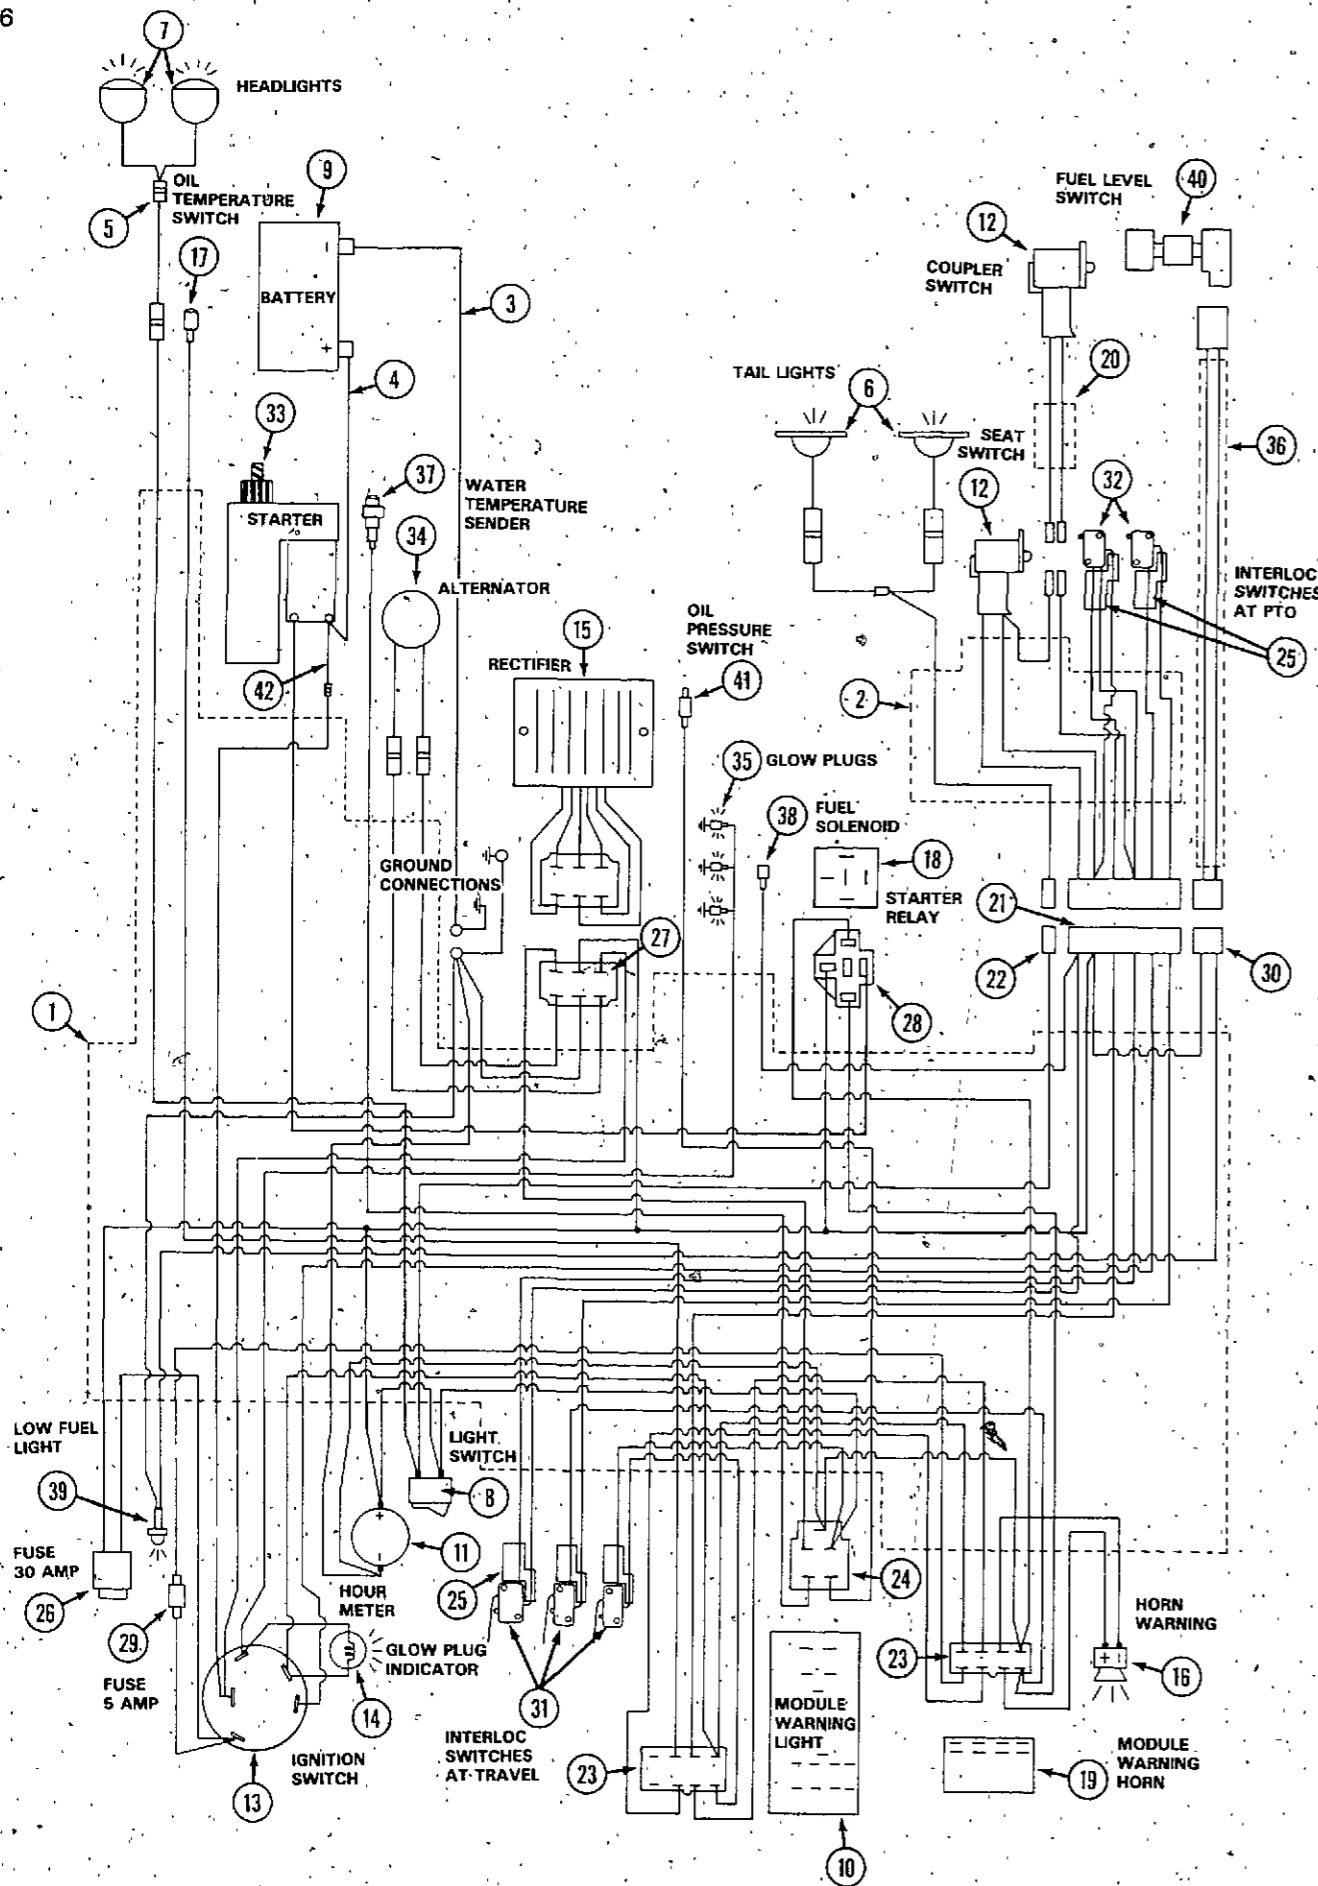 6
7
HEADLIGHTS
OIL
TEMPERATURE
SWITCH
5
17
9
BATTERY
3
4
33
STARTER
37
WATER
TEMPERATURE
SENDER
34
ALTERNATOR
42
15
RECTIFIER
OIL
PRESSURE
SWITCH
41
TAIL LIGHTS
6
FUEL LEVEL
SWITCH
40
12
COUPLER
SWITCH
20
SEAT
SWITCH
12
32
36
INTERLOC
SWITCHES
AT PTO
25
2
35
GLOW PLUGS
38
FUEL
SOLENOID
18
STARTER
RELAY
GROUND
CONNECTIONS
27
28
21
22
30
1
LOW FUEL
LIGHT
39
FUSE
30 AMP
26
29
FUSE
5 AMP
13
IGNITION
SWITCH
14
GLOW PLUG
INDICATOR
HOUR
METER
11
LIGHT
SWITCH
8
25
31
INTERLOC
SWITCHES
AT TRAVEL
23
24
MODULE
WARNING
LIGHT
10
23
HORN
WARNING
16
19
MODULE
WARNING
HORN